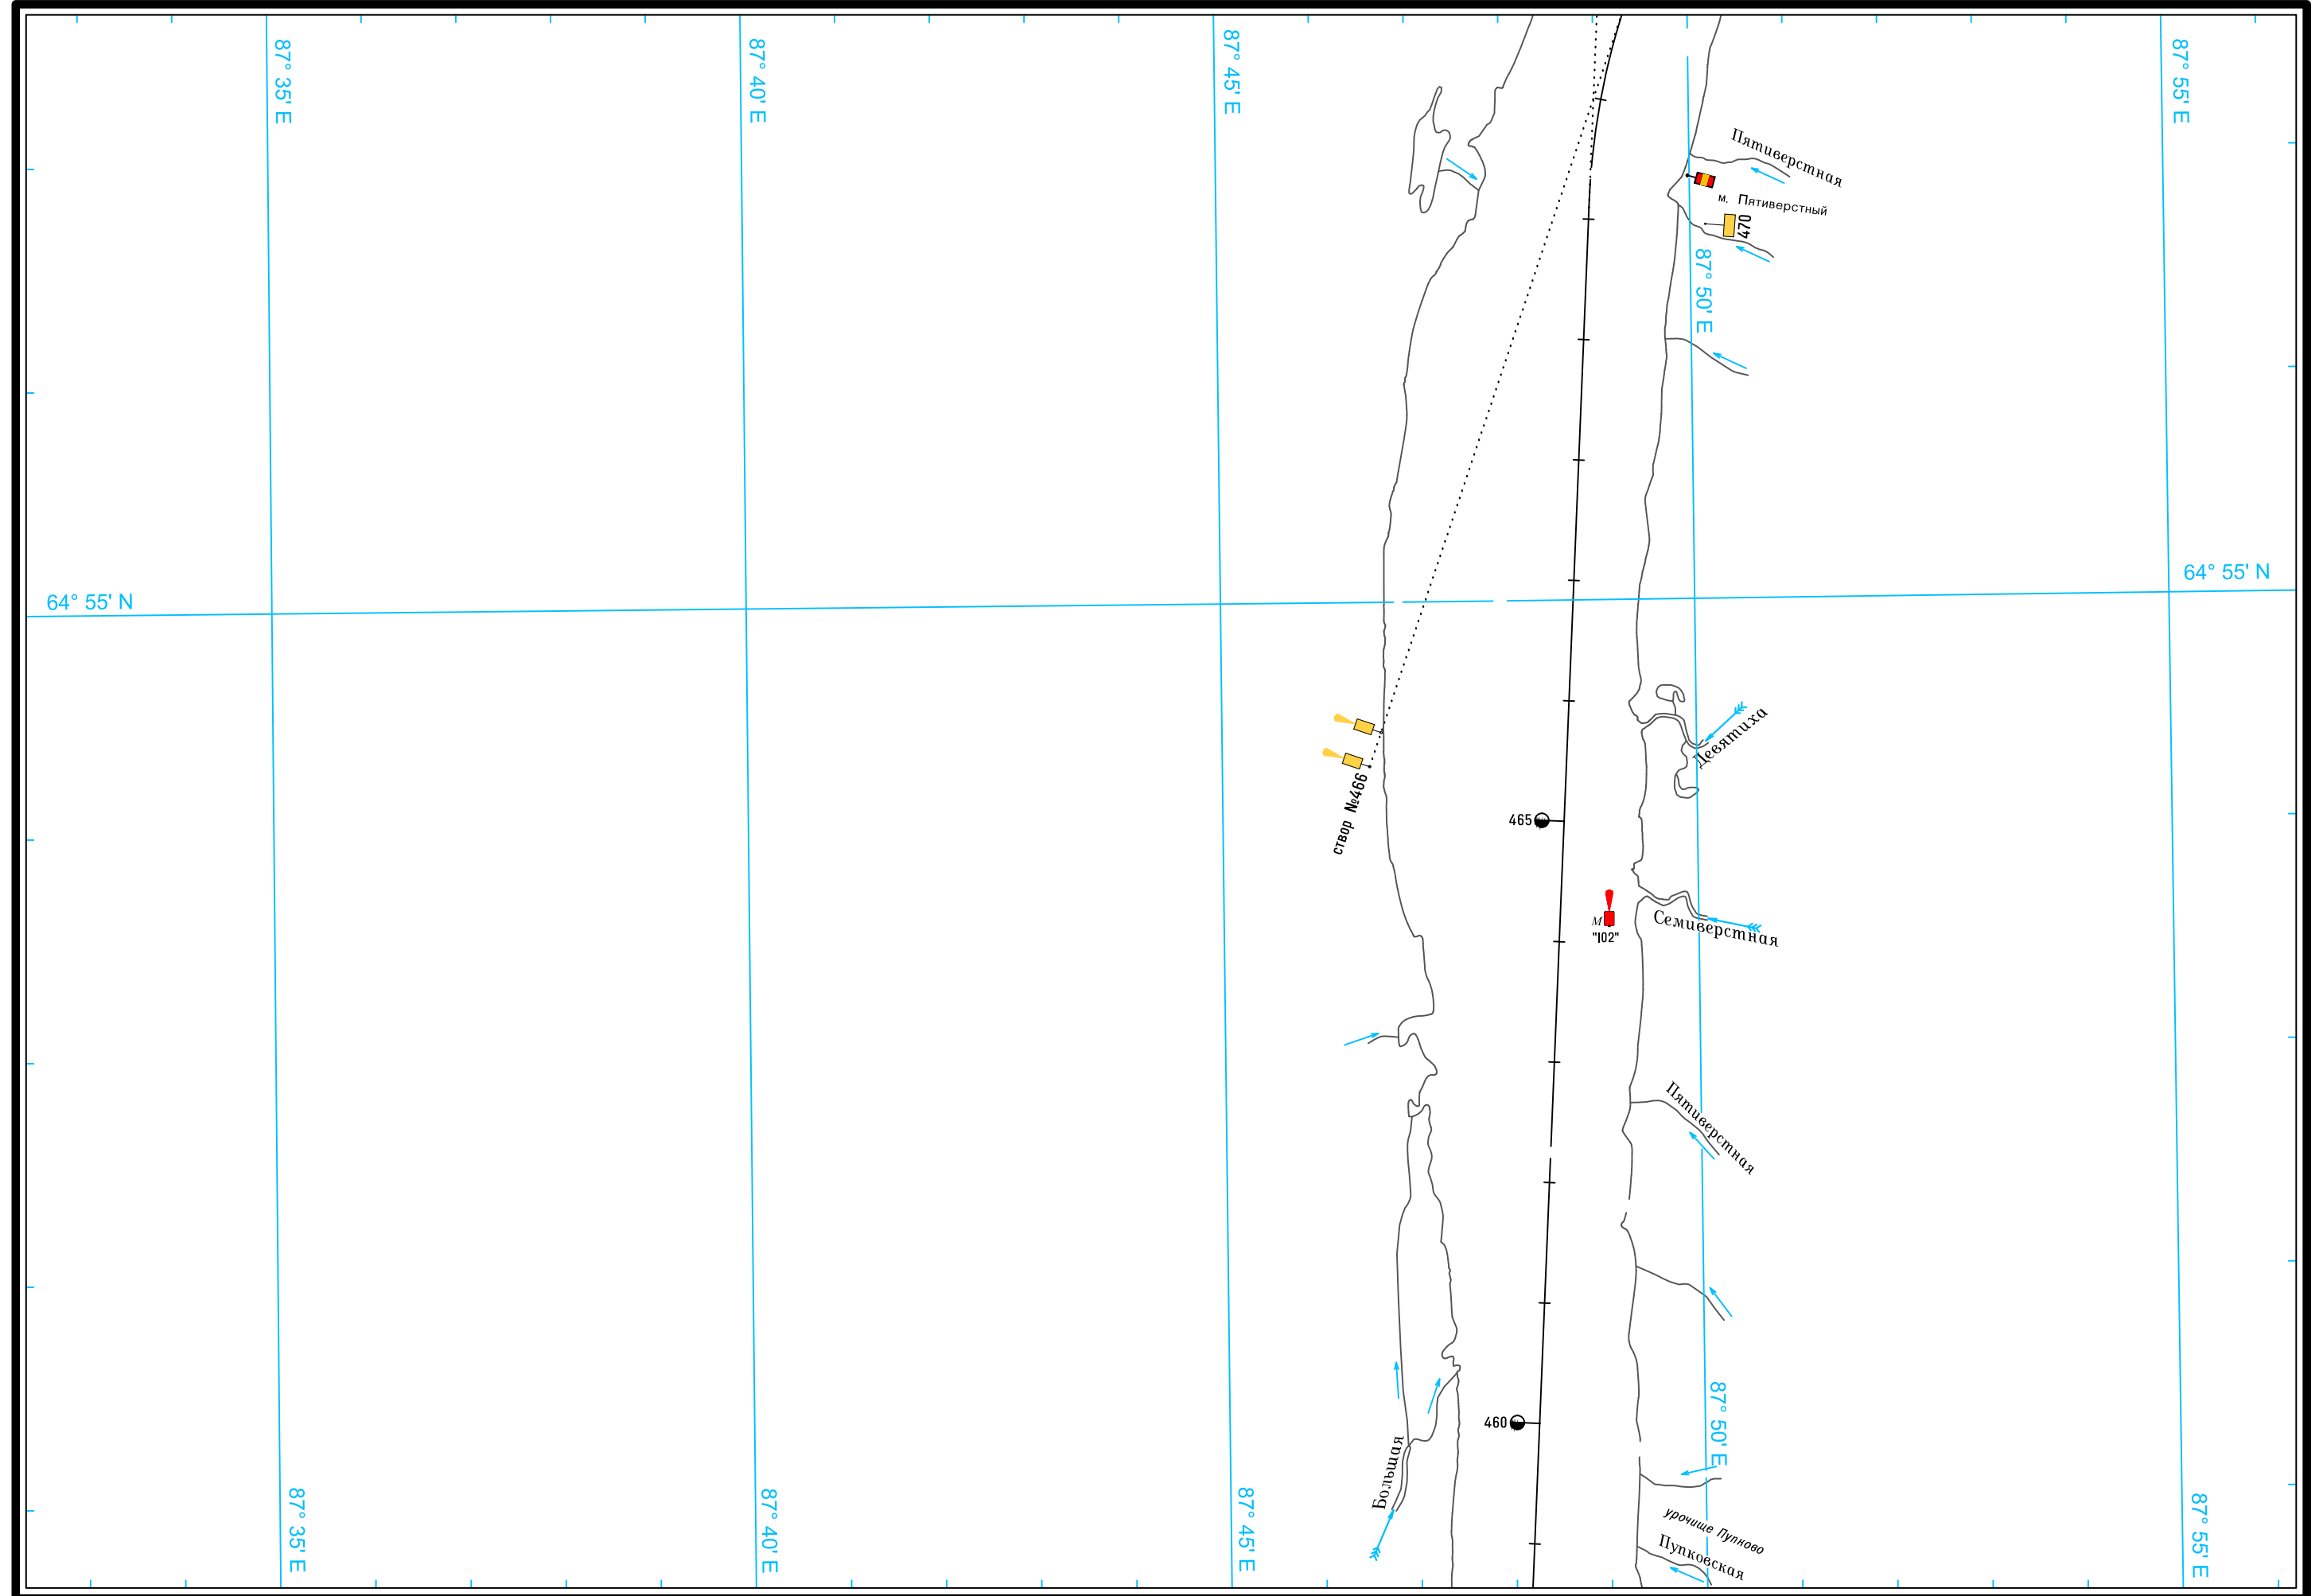 87° 35' E
87° 40' E
87° 45' E
87° 55' E
Пятиверстная
м. Пятиверстный
470
87° 50' E
64° 55' N
64° 55' N
Девятиха
створ №466
465
М
"102"
Семиверстная
Пятиверстная
87° 50' E
460
Большая
урочище Пупково
Пупковская
87° 35' E
87° 40' E
87° 45' E
87° 55' E